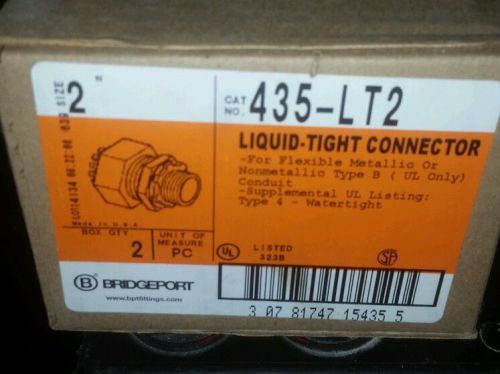 SIZE 2"
CAT. NO. 435-LT2
LIQUID-TIGHT CONNECTOR
-For Flexible Metallic Or
Nonmetallic Type B ( UL Only)
Conduit
-Supplemental UL Listing:
Type 4 - Watertight
Made in U.S.A.
BOX QTY. 2
UNIT OF MEASURE PC
UL
LISTED
323B
SA
B BRIDGEPORT
www.bptfittings.com
3 07 81747 15435 5